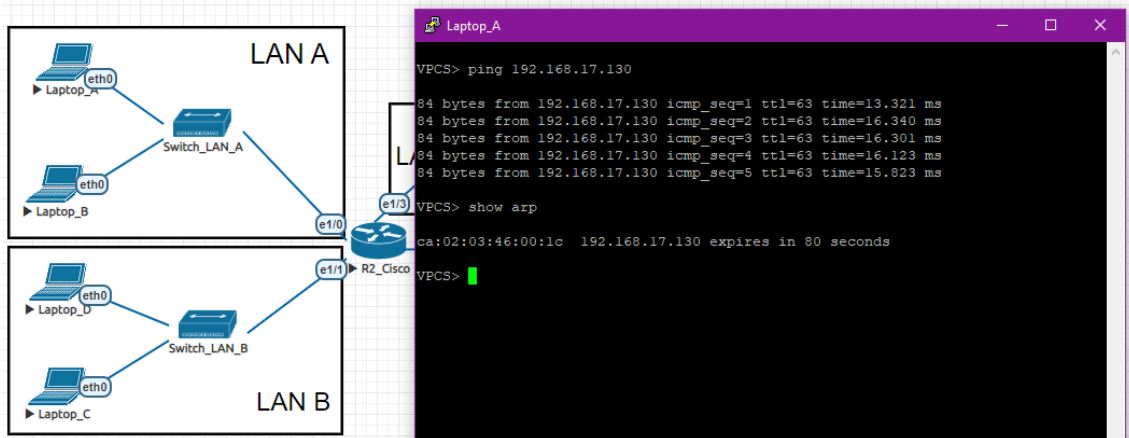 LAN A
eth0
Laptop_A
Switch_LAN_A
eth0
Laptop_B
e1/0
e1/3
R2_Cisco
e1/1
eth0
Laptop_D
Switch_LAN_B
eth0
Laptop_C
LAN B
Laptop_A
VPCS> ping 192.168.17.130
84 bytes from 192.168.17.130 icmp_seq=1 ttl=63 time=13.321 ms
84 bytes from 192.168.17.130 icmp_seq=2 ttl=63 time=16.340 ms
84 bytes from 192.168.17.130 icmp_seq=3 ttl=63 time=16.301 ms
84 bytes from 192.168.17.130 icmp_seq=4 ttl=63 time=16.123 ms
84 bytes from 192.168.17.130 icmp_seq=5 ttl=63 time=15.823 ms
VPCS> show arp
ca:02:03:46:00:1c  192.168.17.130 expires in 80 seconds
VPCS>